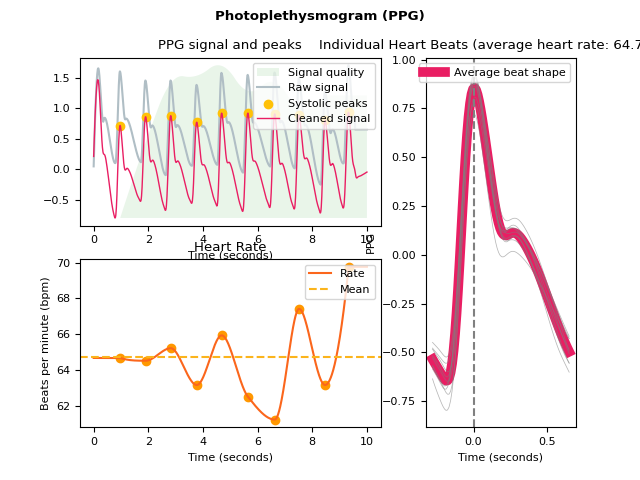 Photoplethysmogram (PPG)
PPG signal and peaks
Individual Heart Beats (average heart rate: 64.7
Signal quality
Raw signal
Systolic peaks
Cleaned signal
1.5
1.0
0.5
0.0
−0.5
0 2 4 6 8 10
Time (seconds)
Heart Rate
Rate
Mean
Beats per minute (bpm)
70
68
66
64
62
0 2 4 6 8 10
Time (seconds)
Average beat shape
PPG
1.00
0.75
0.50
0.25
0.00
−0.25
−0.50
−0.75
0.0 0.5
Time (seconds)